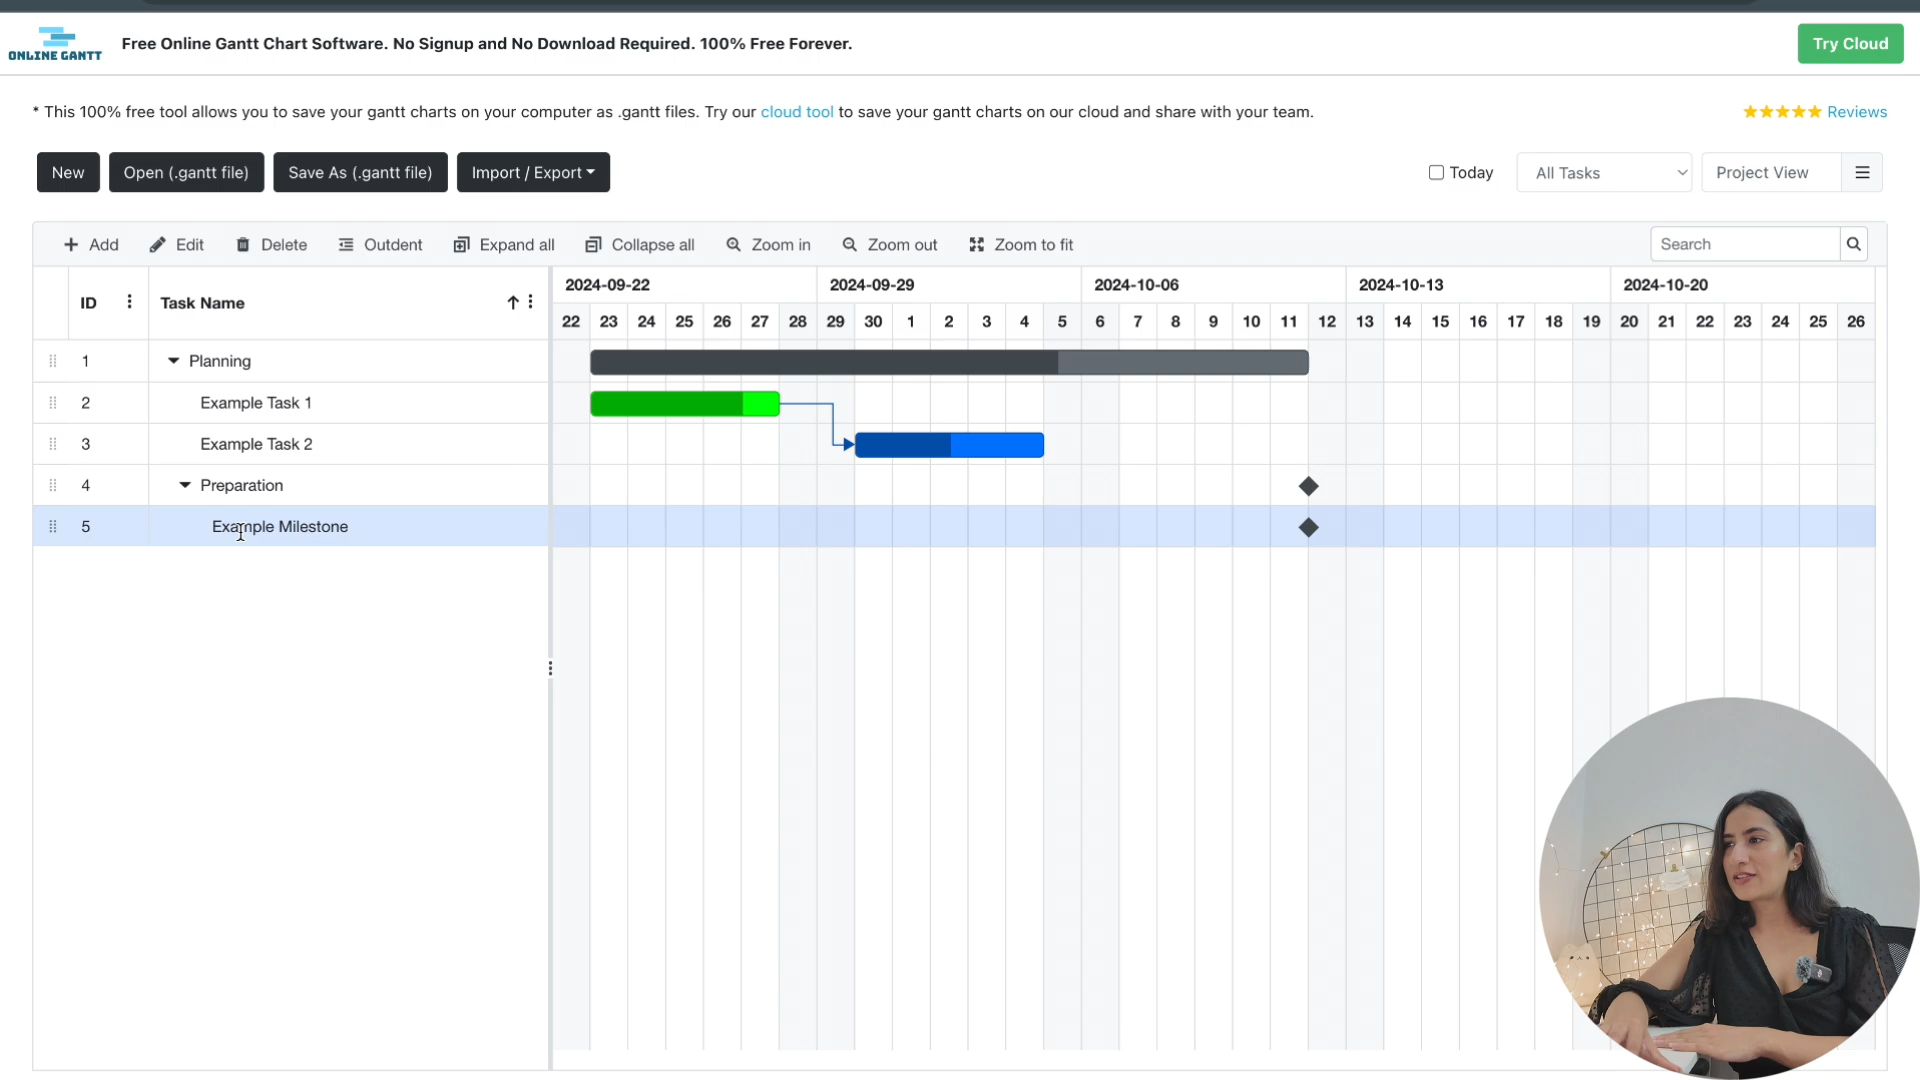 ONLINE GANTT
Free Online Gantt Chart Software. No Signup and No Download Required. 100% Free Forever.
Try Cloud
* This 100% free tool allows you to save your gantt charts on your computer as .gantt files. Try our cloud tool to save your gantt charts on our cloud and share with your team.
Reviews
New
Open (.gantt file)
Save As (.gantt file)
Import / Export
Today
All Tasks
Project View
Add
Edit
Delete
Outdent
Expand all
Collapse all
Zoom in
Zoom out
Zoom to fit
Search
ID
Task Name
2024-09-22
2024-09-29
2024-10-06
2024-10-13
2024-10-20
22 23 24 25 26 27 28 29 30 1 2 3 4 5 6 7 8 9 10 11 12 13 14 15 16 17 18 19 20 21 22 23 24 25 26
1 Planning
2 Example Task 1
3 Example Task 2
4 Preparation
5 Example Milestone